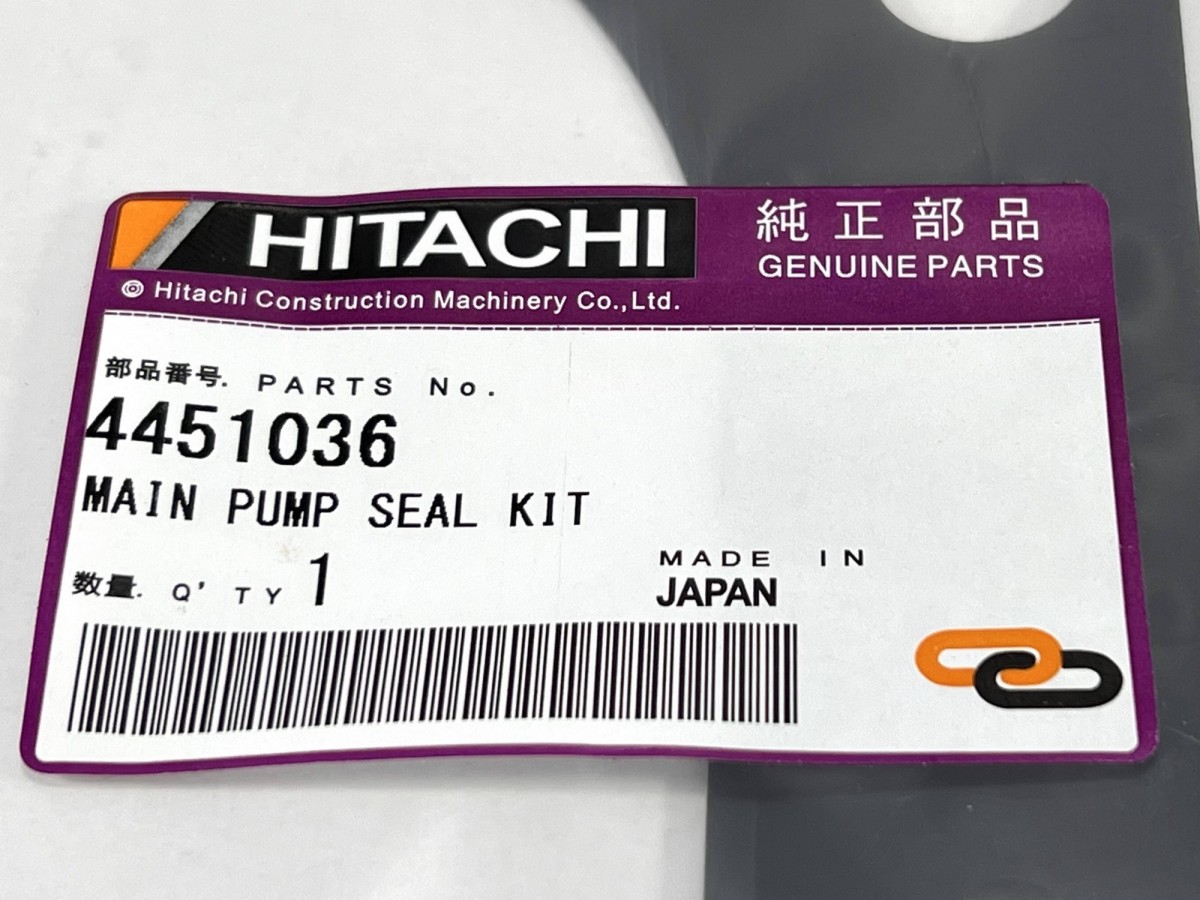 HITACHI
純正部品
GENUINE PARTS
Hitachi Construction Machinery Co.,Ltd.
部品番号. PARTS No.
4451036
MAIN PUMP SEAL KIT
数量. Q'TY 1
MADE IN
JAPAN